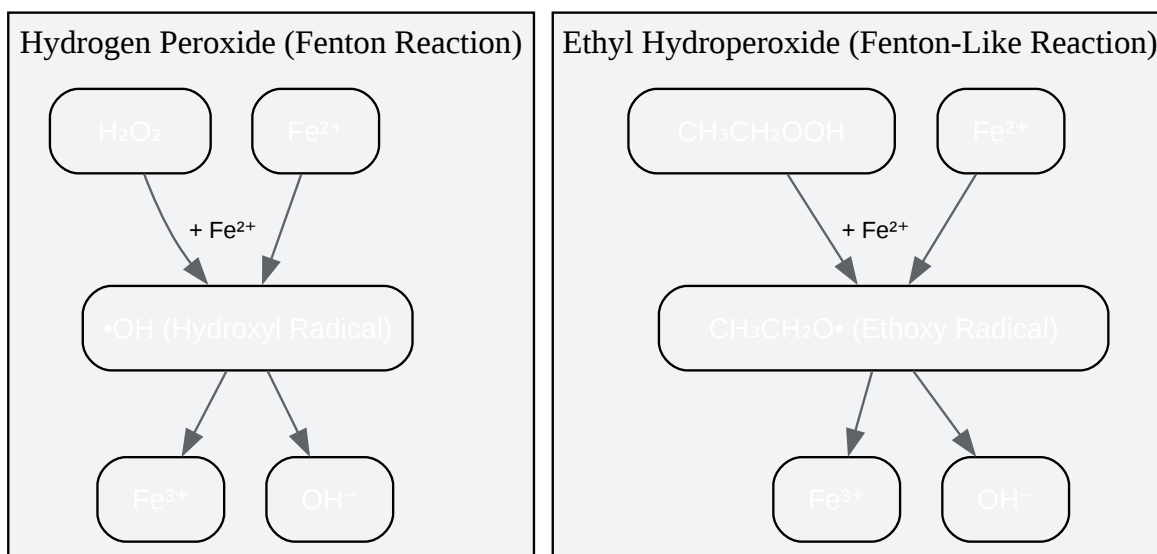 Hydrogen Peroxide (Fenton Reaction)
H₂O₂
Fe²⁺
+ Fe²⁺
•OH (Hydroxyl Radical)
Fe³⁺
OH⁻
Ethyl Hydroperoxide (Fenton-Like Reaction)
CH₃CH₂OOH
Fe²⁺
+ Fe²⁺
CH₃CH₂O• (Ethoxy Radical)
Fe³⁺
OH⁻